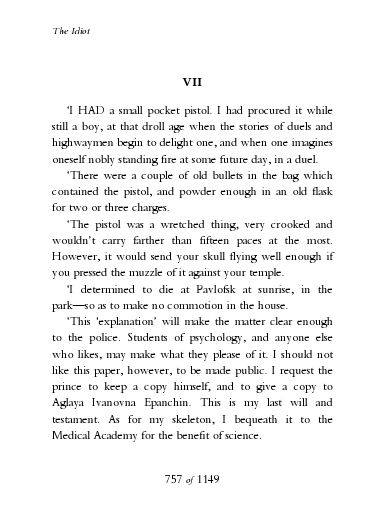 The Idiot
VII
‘I HAD a small pocket pistol. I had procured it while
still a boy, at that droll age when the stories of duels and
highwaymen begin to delight one, and when one imagines
oneself nobly standing fire at some future day, in a duel.
‘There were a couple of old bullets in the bag which
contained the pistol, and powder enough in an old flask
for two or three charges.
‘The pistol was a wretched thing, very crooked and
wouldn’t carry farther than fifteen paces at the most.
However, it would send your skull flying well enough if
you pressed the muzzle of it against your temple.
‘I determined to die at Pavlofsk at sunrise, in the
park—so as to make no commotion in the house.
‘This ‘explanation’ will make the matter clear enough
to the police. Students of psychology, and anyone else
who likes, may make what they please of it. I should not
like this paper, however, to be made public. I request the
prince to keep a copy himself, and to give a copy to
Aglaya Ivanovna Epanchin. This is my last will and
testament. As for my skeleton, I bequeath it to the
Medical Academy for the benefit of science.
757 of 1149